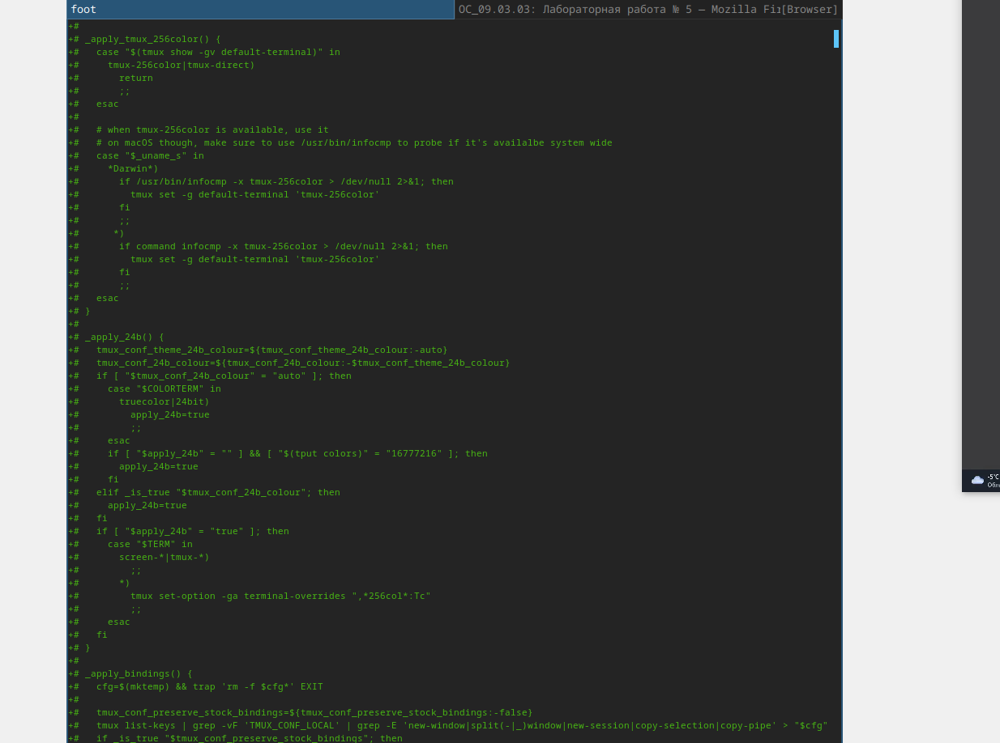 foot
ОС_09.03.03: Лабораторная работа № 5 — Mozilla Fi
[Browser]
+#
+# _apply_tmux_256color() {
+#   case "$(tmux show -gv default-terminal)" in
+#     tmux-256color|tmux-direct)
+#       return
+#       ;;
+#   esac
+#
+#   # when tmux-256color is available, use it
+#   # on macOS though, make sure to use /usr/bin/infocmp to probe if it's availalbe system wide
+#   case "$_uname_s" in
+#     *Darwin*)
+#       if /usr/bin/infocmp -x tmux-256color > /dev/null 2>&1; then
+#         tmux set -g default-terminal 'tmux-256color'
+#       fi
+#       ;;
+#      *)
+#       if command infocmp -x tmux-256color > /dev/null 2>&1; then
+#         tmux set -g default-terminal 'tmux-256color'
+#       fi
+#       ;;
+#   esac
+# }
+#
+# _apply_24b() {
+#   tmux_conf_theme_24b_colour=${tmux_conf_theme_24b_colour:-auto}
+#   tmux_conf_24b_colour=${tmux_conf_24b_colour:-$tmux_conf_theme_24b_colour}
+#   if [ "$tmux_conf_24b_colour" = "auto" ]; then
+#     case "$COLORTERM" in
+#       truecolor|24bit)
+#         apply_24b=true
+#         ;;
+#     esac
+#     if [ "$apply_24b" = "" ] && [ "$(tput colors)" = "16777216" ]; then
+#       apply_24b=true
+#     fi
+#   elif _is_true "$tmux_conf_24b_colour"; then
+#     apply_24b=true
+#   fi
+#   if [ "$apply_24b" = "true" ]; then
+#     case "$TERM" in
+#       screen-*|tmux-*)
+#         ;;
+#       *)
+#         tmux set-option -ga terminal-overrides ",*256col*:Tc"
+#         ;;
+#     esac
+#   fi
+# }
+#
+# _apply_bindings() {
+#   cfg=$(mktemp) && trap 'rm -f $cfg*' EXIT
+#
+#   tmux_conf_preserve_stock_bindings=${tmux_conf_preserve_stock_bindings:-false}
+#   tmux list-keys | grep -vF 'TMUX_CONF_LOCAL' | grep -E 'new-window|split(-|_)window|new-session|copy-selection|copy-pipe' > "$cfg"
+#   if _is_true "$tmux_conf_preserve_stock_bindings"; then
-5°C